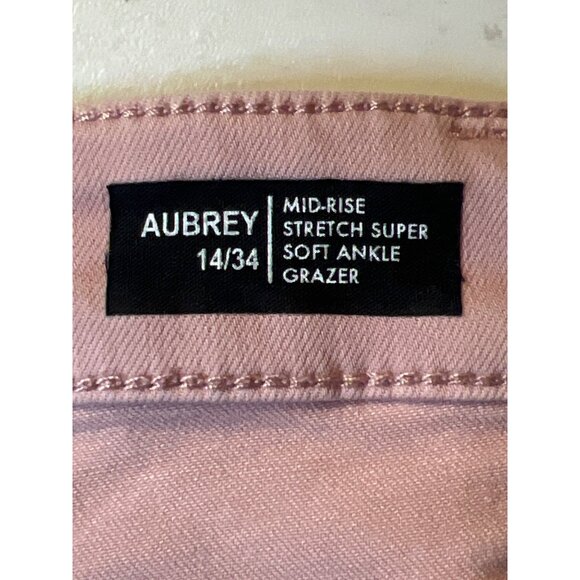 AUBREY
14/34
MID-RISE
STRETCH SUPER
SOFT ANKLE
GRAZER